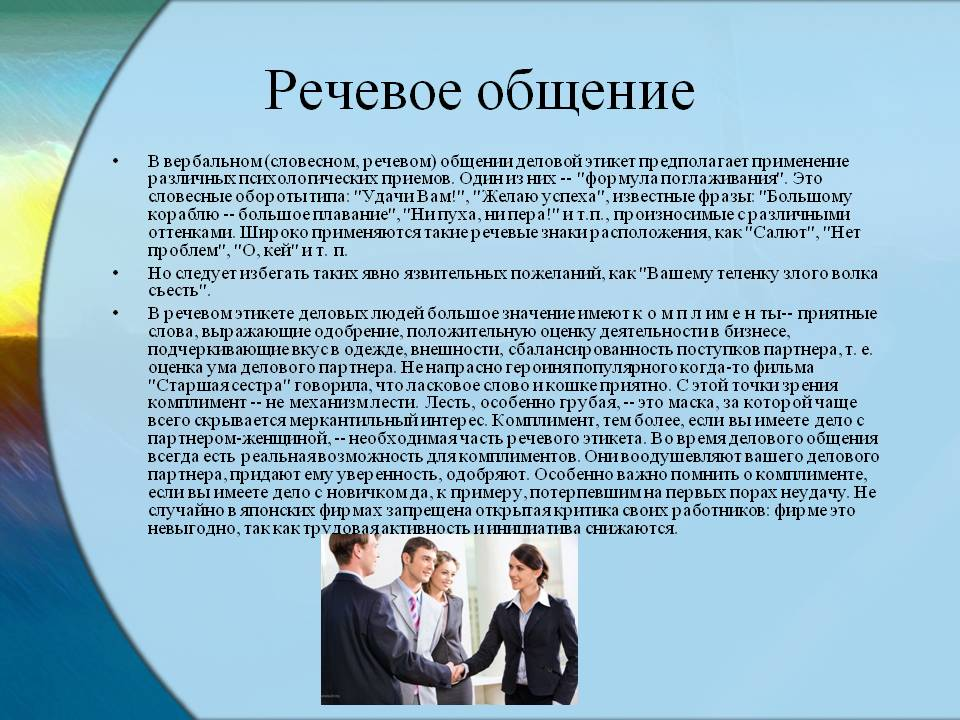 Речевое общение
• В вербальном (словесном, речевом) общении деловой этикет предполагает применение
различных психологических приемов. Один из них -- "формула поглаживания". Это
словесные обороты типа: "Удачи Вам!", "Желаю успеха", известные фразы: "Большому
кораблю -- большое плавание", "Ни пуха, ни пера!" и т.п., произносимые с различными
оттенками. Широко применяются такие речевые знаки расположения, как "Салют", "Нет
проблем", "О, кей" и т. п.
• Но следует избегать таких явно язвительных пожеланий, как "Вашему теленку злого волка
съесть".
• В речевом этикете деловых людей большое значение имеют к о м п л им е н ты-- приятные
слова, выражающие одобрение, положительную оценку деятельности в бизнесе,
подчеркивающие вкус в одежде, внешности, сбалансированность поступков партнера, т. е.
оценка ума делового партнера. Не напрасно героиня популярного когда-то фильма
"Старшая сестра" говорила, что ласковое слово и кошке приятно. С этой точки зрения
комплимент -- не механизм лести. Лесть, особенно грубая, -- это маска, за которой чаще
всего скрывается меркантильный интерес. Комплимент, тем более, если вы имеете дело с
партнером-женщиной, -- необходимая часть речевого этикета. Во время делового общения
всегда есть реальная возможность для комплиментов. Они воодушевляют вашего делового
партнера, придают ему уверенность, одобряют. Особенно важно помнить о комплименте,
если вы имеете дело с новичком да, к примеру, потерпевшим на первых порах неудачу. Не
случайно в японских фирмах запрещена открытая критика своих работников: фирме это
невыгодно, так как трудовая активность и инициатива снижаются.